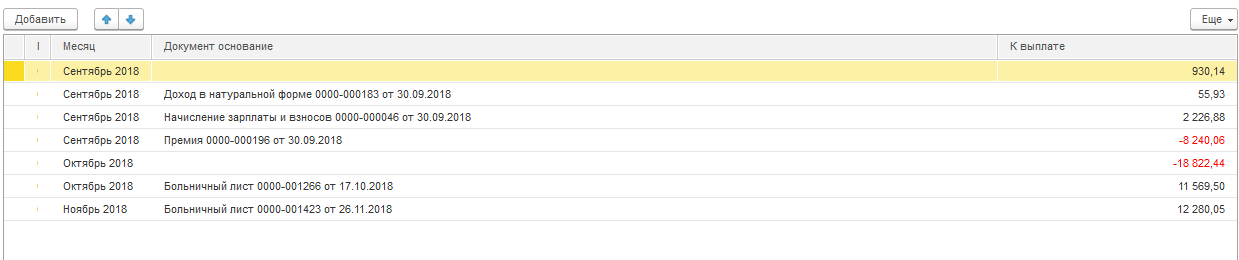 Добавить Еще
I Месяц Документ основание К выплате
Сентябрь 2018 930,14
Сентябрь 2018 Доход в натуральной форме 0000-000183 от 30.09.2018 55,93
Сентябрь 2018 Начисление зарплаты и взносов 0000-000046 от 30.09.2018 2 226,88
Сентябрь 2018 Премия 0000-000196 от 30.09.2018 -8 240,06
Октябрь 2018 -18 822,44
Октябрь 2018 Больничный лист 0000-001266 от 17.10.2018 11 569,50
Ноябрь 2018 Больничный лист 0000-001423 от 26.11.2018 12 280,05